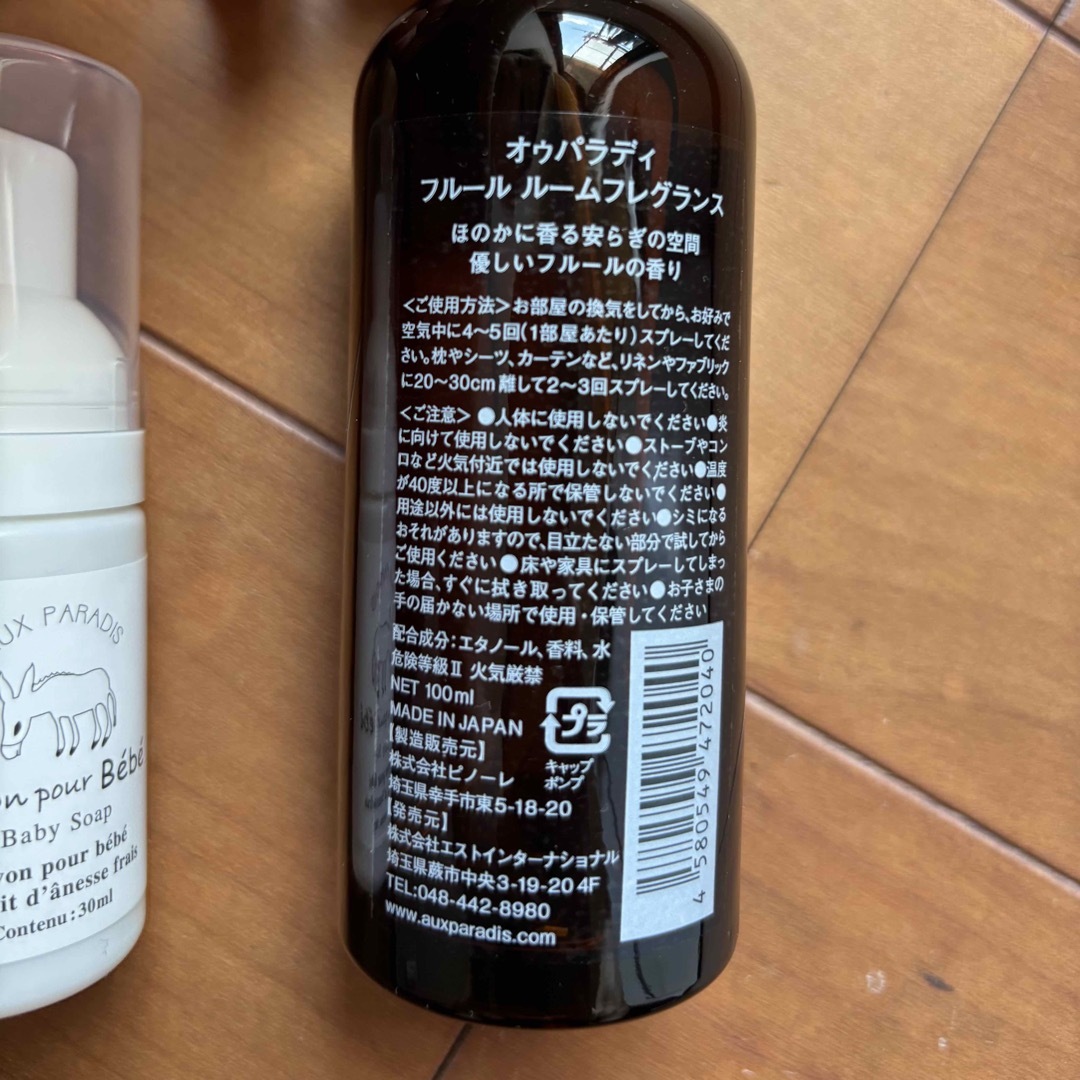 オゥパラディ
フルール ルームフレグランス
ほのかに香る安らぎの空間
優しいフルールの香り
<ご使用方法>お部屋の換気をしてから、お好みで
空気中に4〜5回(1部屋あたり)スプレーしてくだ
さい。枕やシーツ、カーテンなど、リネンやファブリック
に20〜30cm 離して2〜3回スプレーしてください。
<ご注意> ●人体に使用しないでください●炎
に向けて使用しないでください●ストーブやコン
ロなど火気付近では使用しないでください●温度
が40度以上になる所で保管しないでください●
用途以外には使用しないでください●シミになる
おそれがありますので、目立たない部分で試してから
ご使用ください●床や家具にスプレーしてしまっ
た場合、すぐに拭き取ってください●お子さまの
手の届かない場所で使用・保管してください
配合成分:エタノール、香料、水
危険等級Ⅱ 火気厳禁
NET 100ml
MADE IN JAPAN
【製造販売元】
株式会社ピノーレ
埼玉県幸手市東5-18-20
【発売元】
株式会社エストインターナショナル
埼玉県蕨市中央3-19-20 4F
TEL:048-442-8980
www.auxparadis.com
プラ
キャップ
ポンプ
4 580549 472040
AUX PARADIS
pour Bébé
Baby Soap
pour bébé
d'ânesse frais
Contenu:30ml